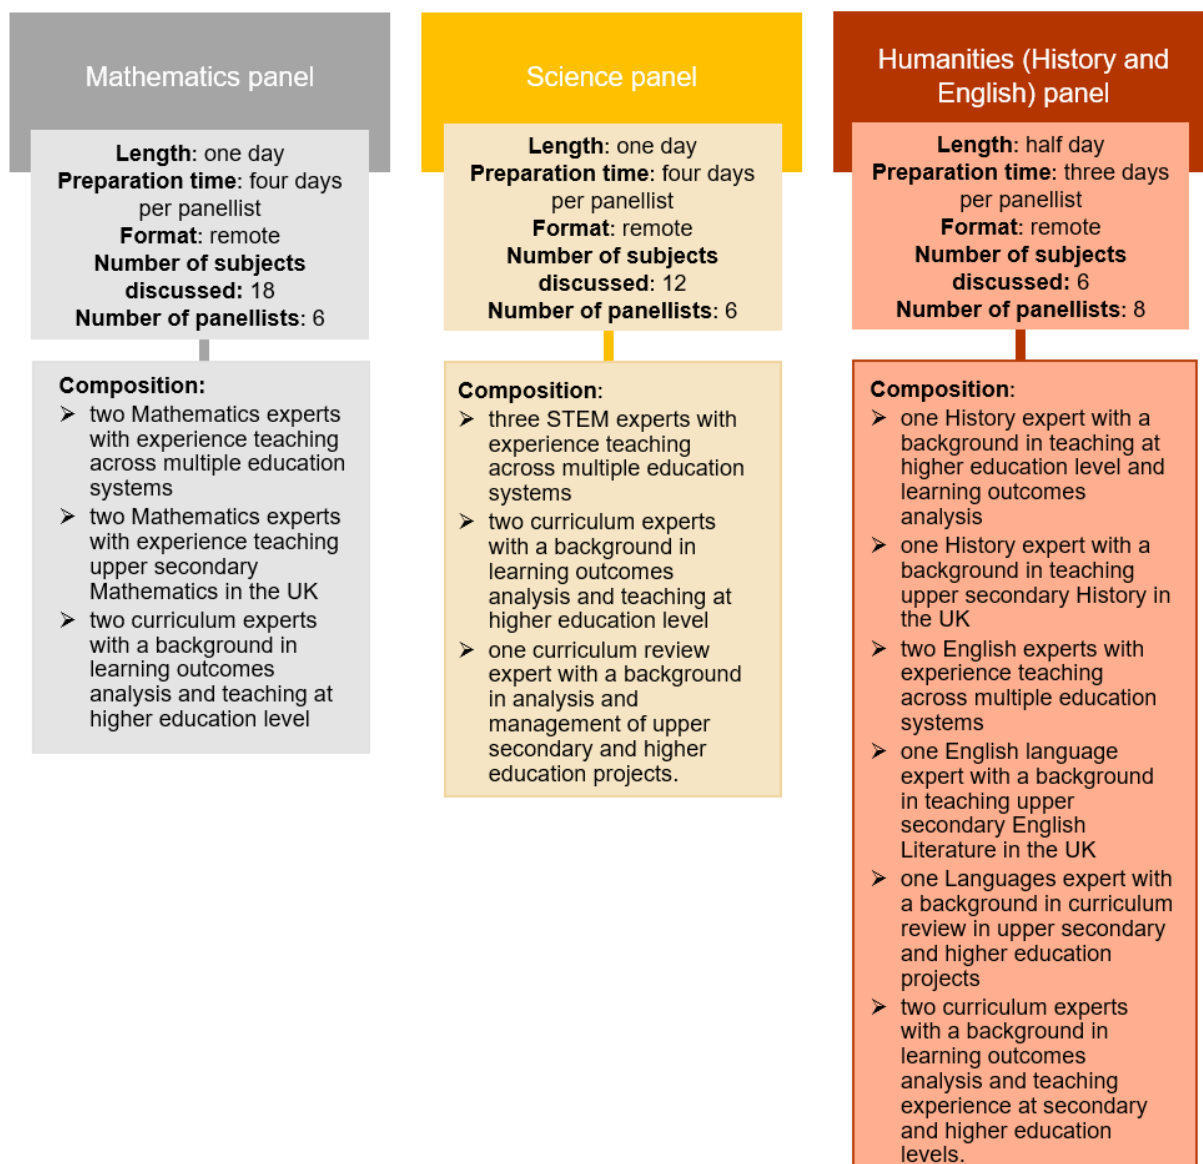 Mathematics panel
Length: one day
Preparation time: four days
per panellist
Format: remote
Number of subjects
discussed: 18
Number of panellists: 6
Composition:
➢ two Mathematics experts
with experience teaching
across multiple education
systems
➢ two Mathematics experts
with experience teaching
upper secondary
Mathematics in the UK
➢ two curriculum experts
with a background in
learning outcomes
analysis and teaching at
higher education level
Science panel
Length: one day
Preparation time: four days
per panellist
Format: remote
Number of subjects
discussed: 12
Number of panellists: 6
Composition:
➢ three STEM experts with
experience teaching
across multiple education
systems
➢ two curriculum experts
with a background in
learning outcomes
analysis and teaching at
higher education level
➢ one curriculum review
expert with a background
in analysis and
management of upper
secondary and higher
education projects.
Humanities (History and
English) panel
Length: half day
Preparation time: three days
per panellist
Format: remote
Number of subjects
discussed: 6
Number of panellists: 8
Composition:
➢ one History expert with a
background in teaching at
higher education level and
learning outcomes
analysis
➢ one History expert with a
background in teaching
upper secondary History in
the UK
➢ two English experts with
experience teaching
across multiple education
systems
➢ one English language
expert with a background
in teaching upper
secondary English
Literature in the UK
➢ one Languages expert with
a background in curriculum
review in upper secondary
and higher education
projects
➢ two curriculum experts
with a background in
learning outcomes
analysis and teaching
experience at secondary
and higher education
levels.